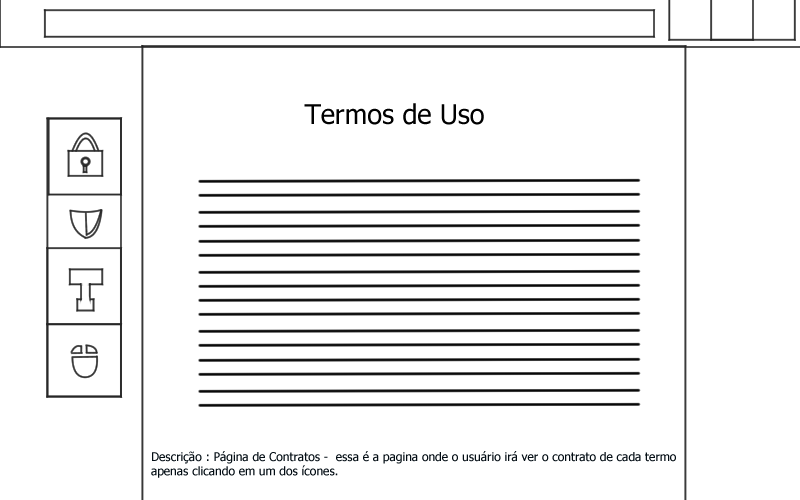 Termos de Uso
Descrição : Página de Contratos -  essa é a pagina onde o usuário irá ver o contrato de cada termo
apenas clicando em um dos ícones.